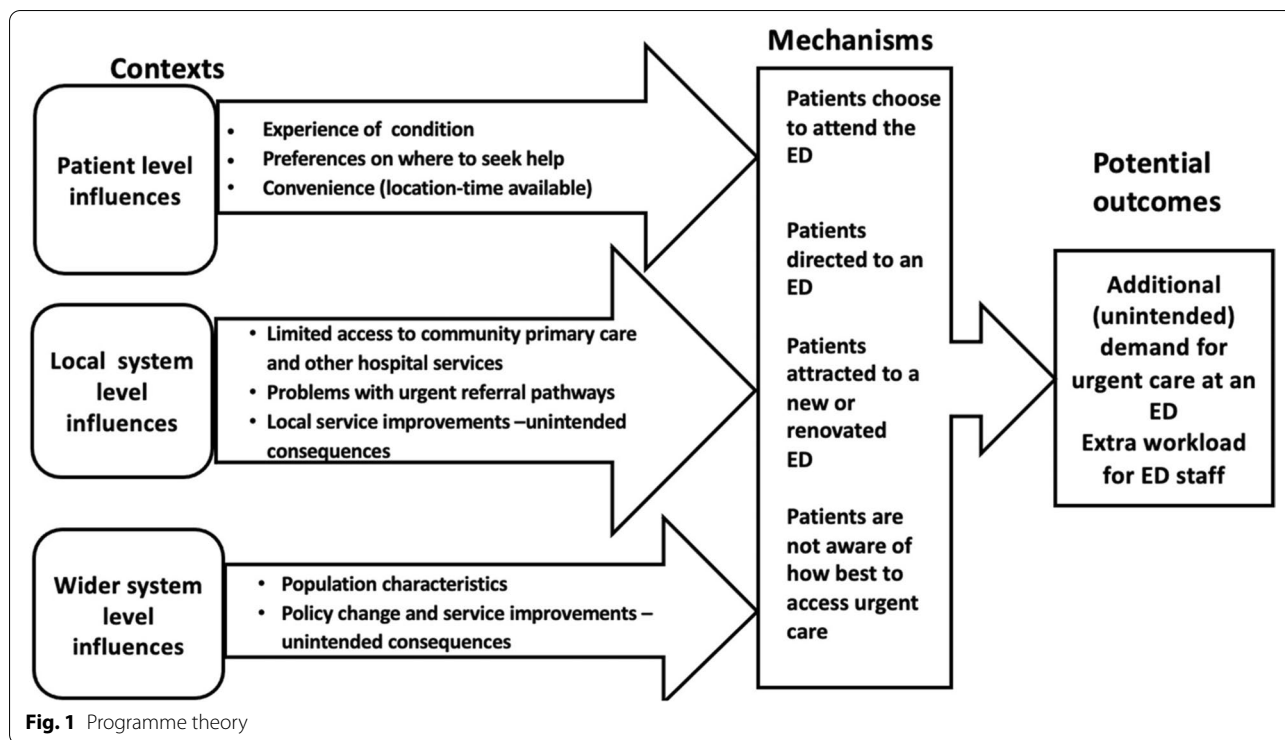 Contexts
Patient level
influences
• Experience of condition
• Preferences on where to seek help
• Convenience (location-time available)
Local system
level
influences
• Limited access to community primary care
and other hospital services
• Problems with urgent referral pathways
• Local service improvements –unintended
consequences
Wider system
level
influences
• Population characteristics
• Policy change and service improvements –
unintended consequences
Mechanisms
Patients choose
to attend the
ED
Patients
directed to an
ED
Patients
attracted to a
new or
renovated
ED
Patients are
not aware of
how best to
access urgent
care
Potential
outcomes
Additional
(unintended)
demand for
urgent care at an
ED
Extra workload
for ED staff
Fig. 1 Programme theory